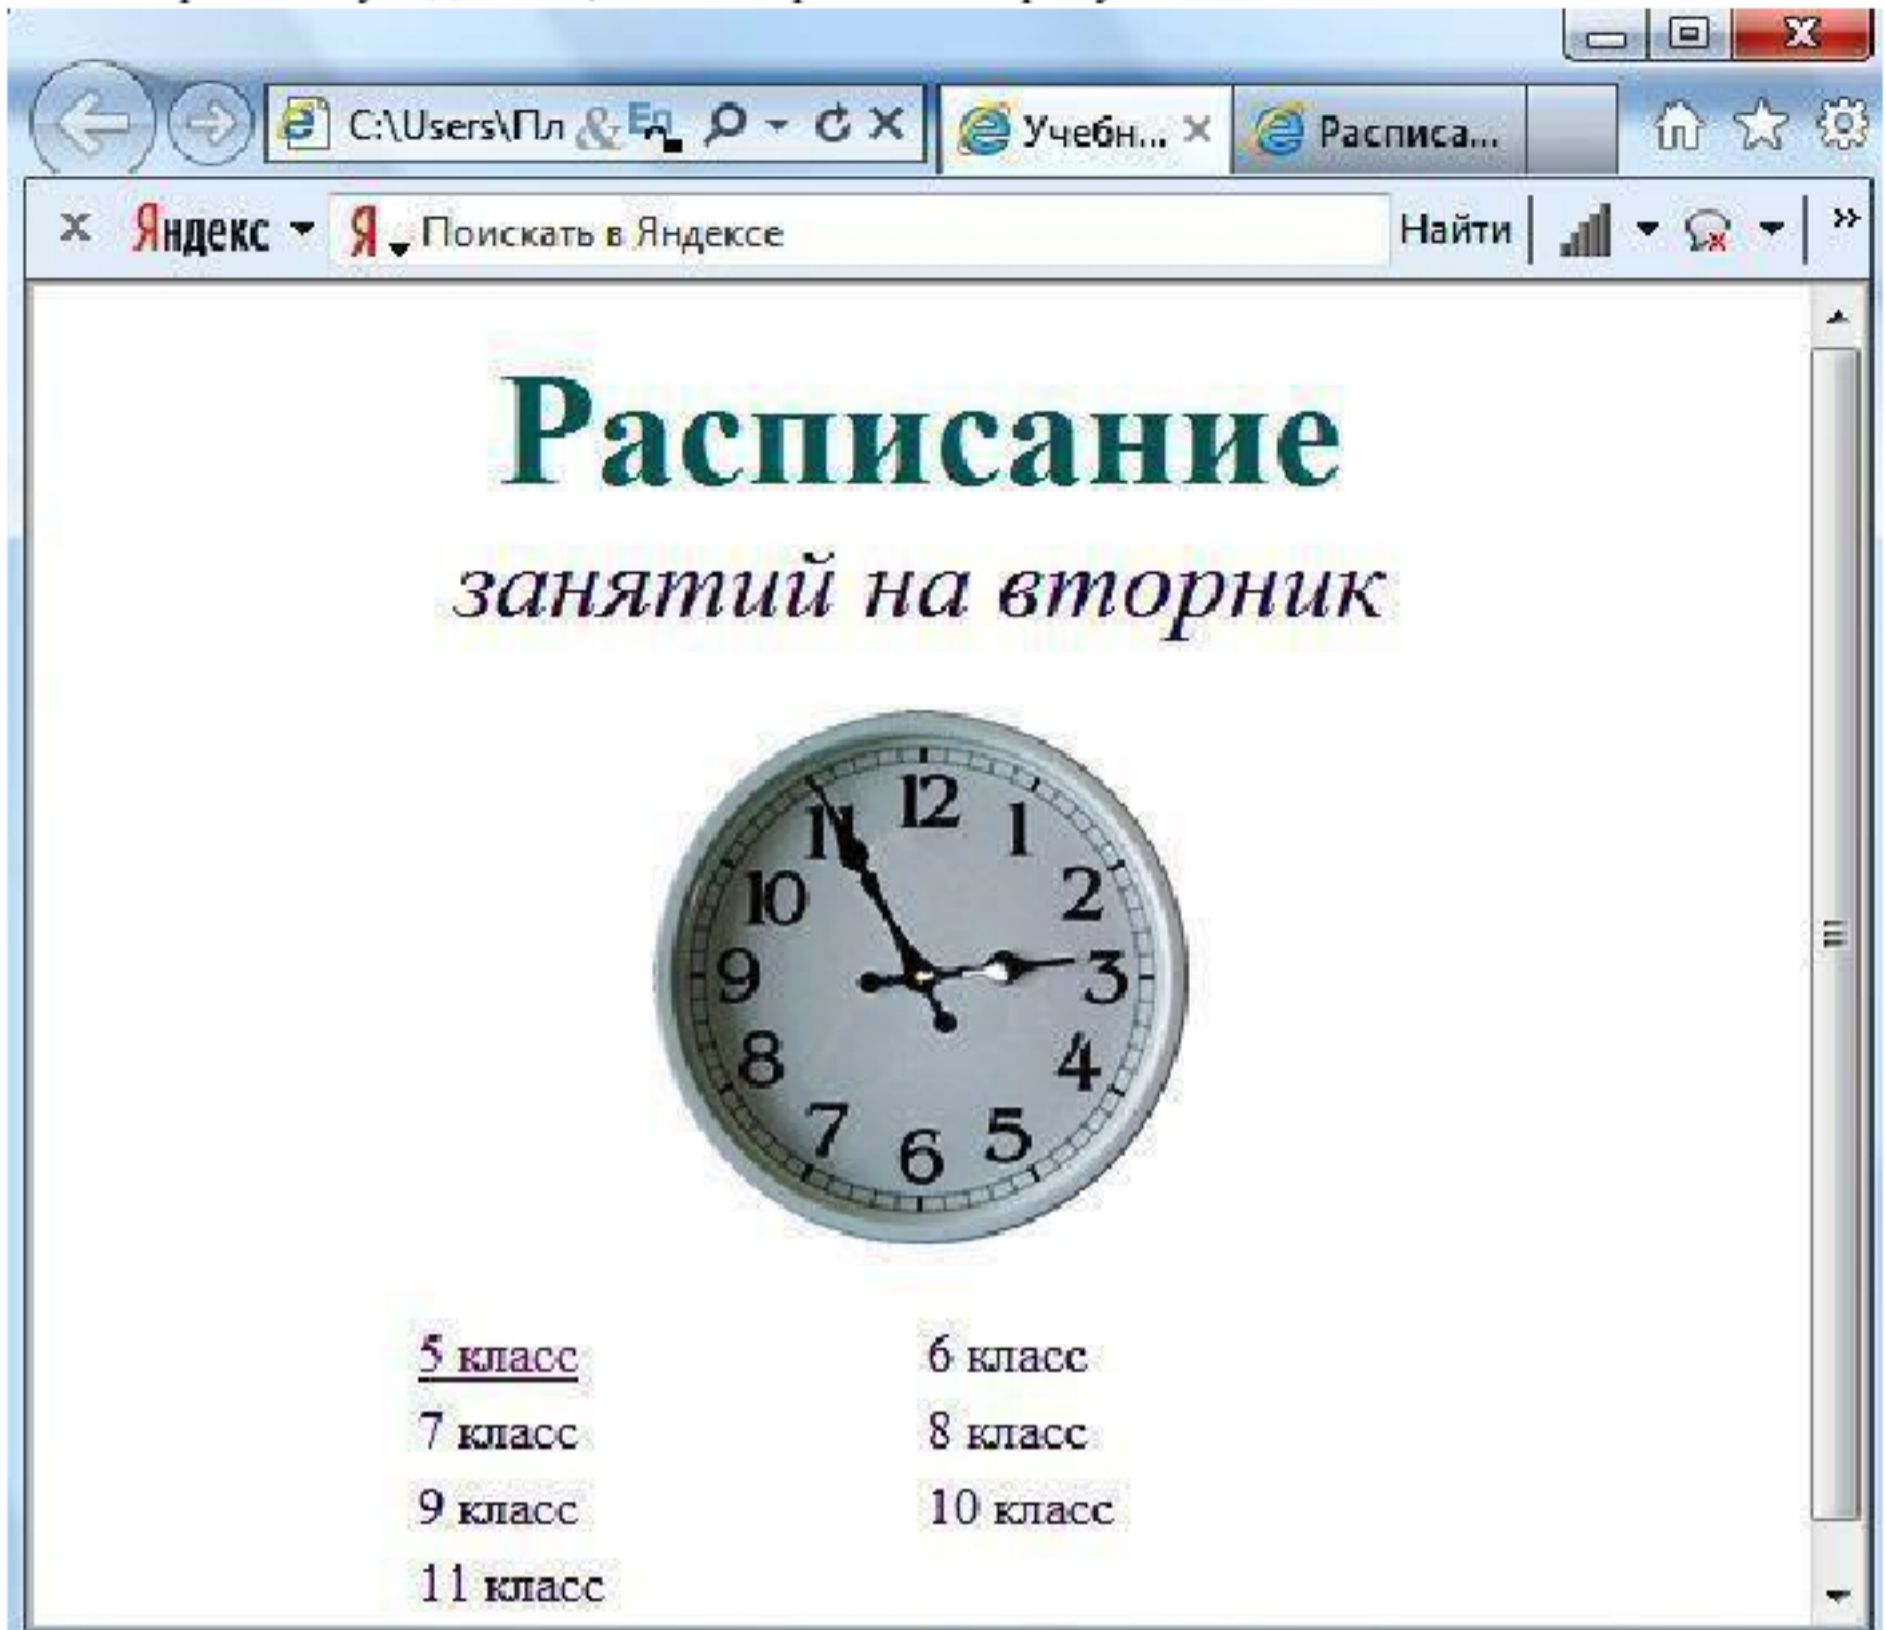 C:\Users\Пл
Учебн...
Расписа...
Яндекс
Я
Поискать в Яндексе
Найти
»
Расписание
занятий на вторник
12
11
1
10
2
9
3
8
4
7
5
6
5 класс
6 класс
7 класс
8 класс
9 класс
10 класс
11 класс